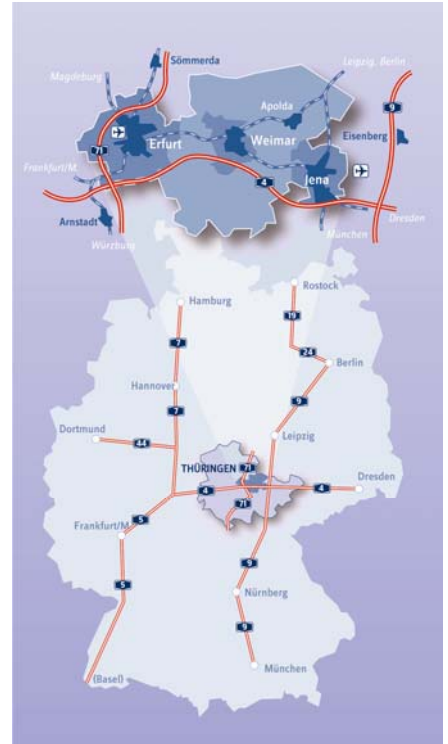 Sömmerda
Magdeburg
Leipzig, Berlin
9
Apolda
Eisenberg
71
Erfurt
Weimar
Frankfurt/M.
4
Jena
Arnstadt
Dresden
Würzburg
München
Rostock
Hamburg
19
7
24
Berlin
Hannover
9
7
Dortmund
44
Leipzig
THÜRINGEN
71
Dresden
4
4
71
5
Frankfurt/M.
9
5
Nürnberg
9
München
(Basel)